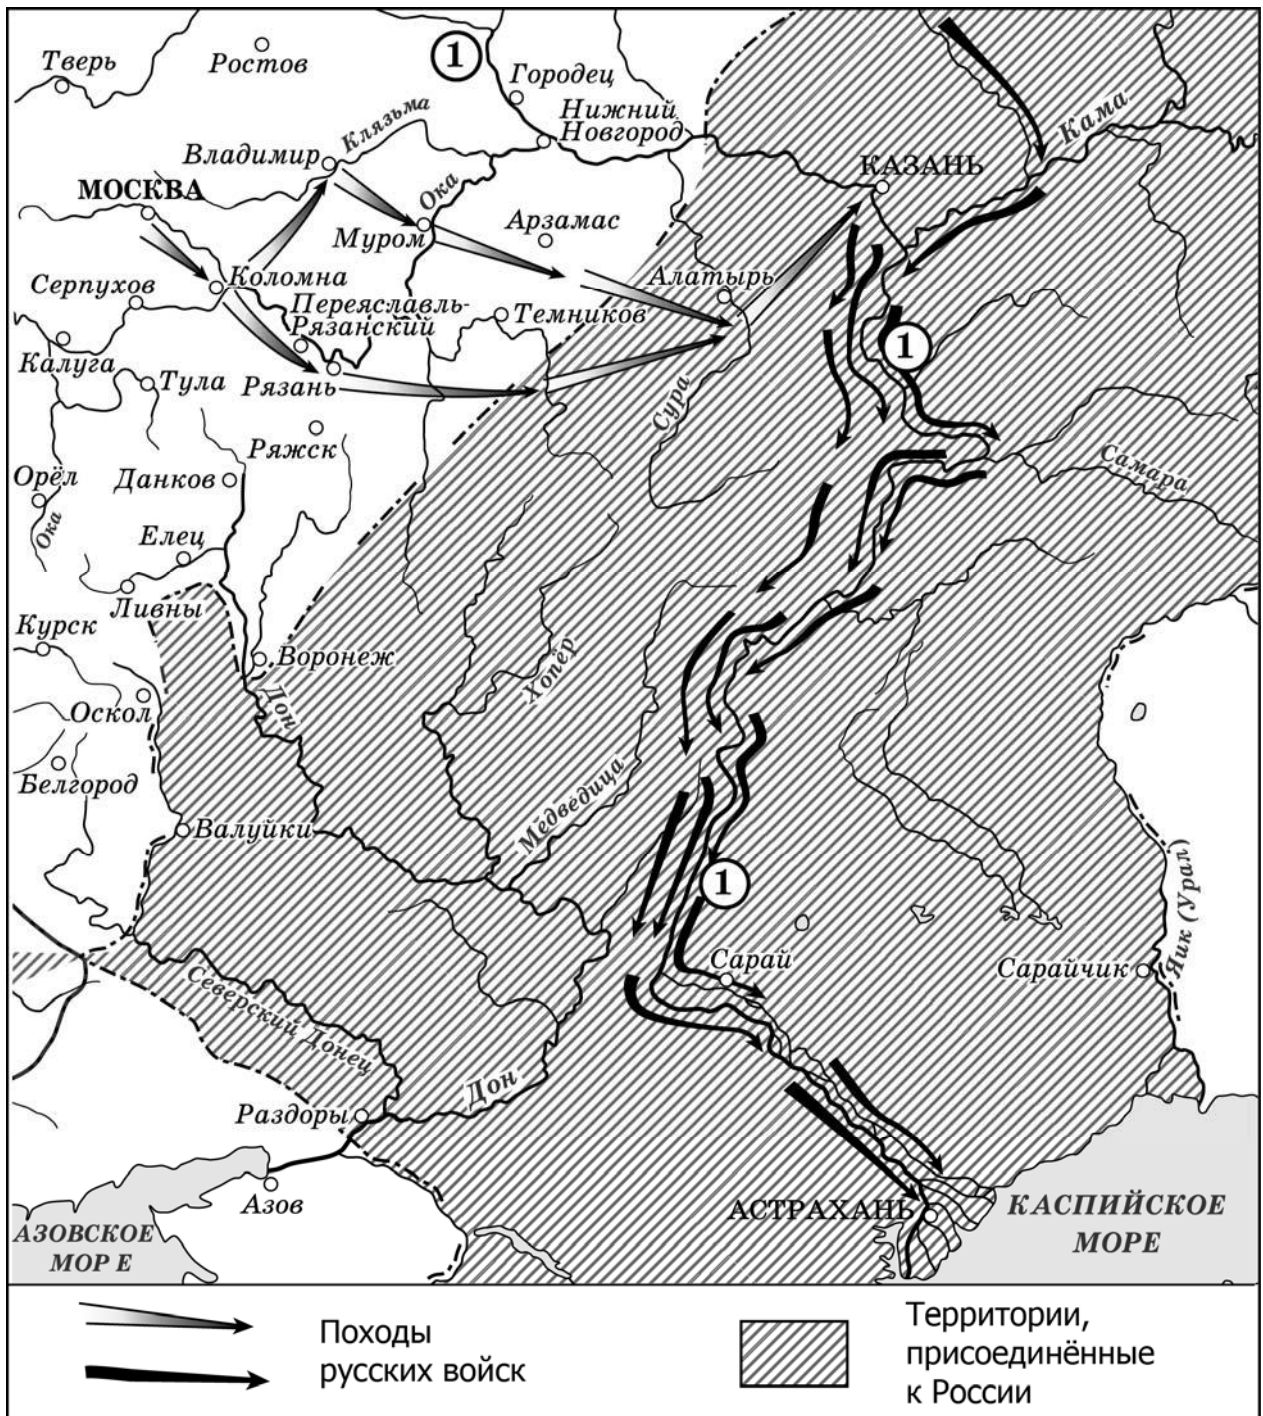 Тверь
Ростов
1
Городец
Нижний
Новгород
Клязьма
Кама
Владимир
МОСКВА
КАЗАНЬ
Ока
Муром
Арзамас
Коломна
Серпухов
Переяславль-
Рязанский
Алатырь
Темников
1
Калуга
Тула
Рязань
Сура
Ряжск
Орёл
Данков
Самара
Ока
Елец
Ливны
Курск
Воронеж
Хопёр
Дон
Оскол
Белгород
Медведица
Валуйки
1
Яик (Урал)
Сарай
Сарайчик
Северский Донец
Дон
Раздоры
Азов
АСТРАХАНЬ
КАСПИЙСКОЕ
МОРЕ
АЗОВСКОЕ
МОР Е
Походы
русских войск
Территории,
присоединённые
к России